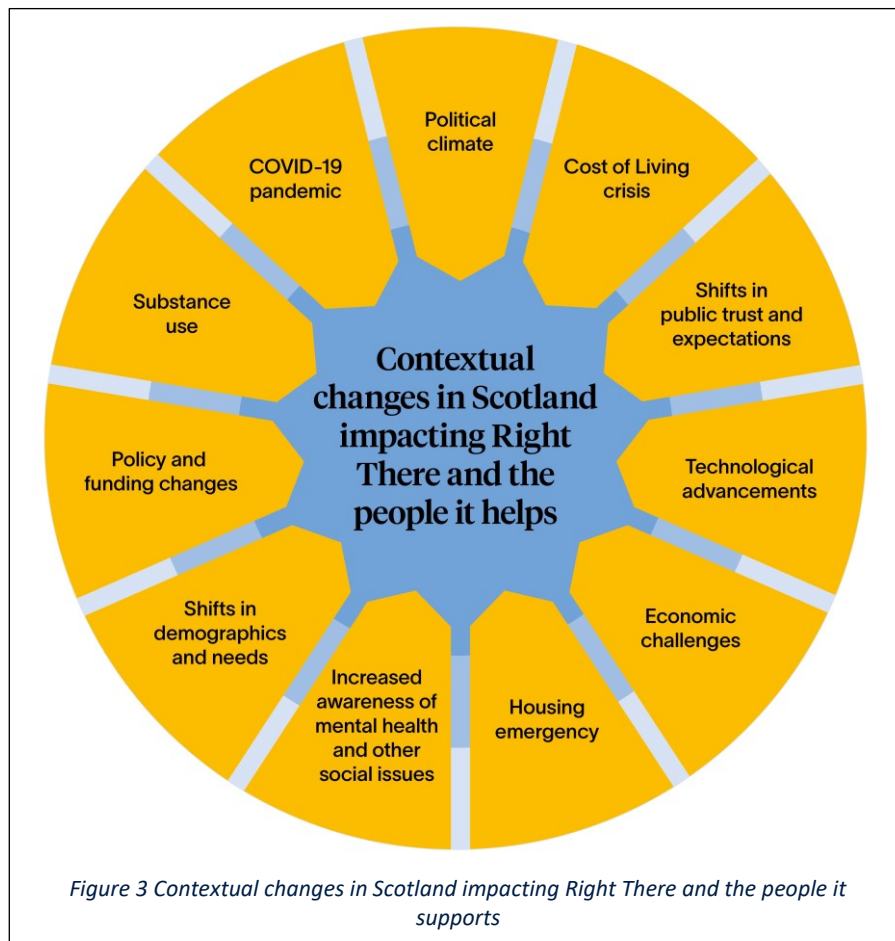 Political
climate
Cost of Living
crisis
Shifts in
public trust and
expectations
Technological
advancements
Economic
challenges
Housing
emergency
Increased
awareness of
mental health
and other
social issues
Shifts in
demographics
and needs
Policy and
funding changes
Substance
use
COVID-19
pandemic
Contextual
changes in Scotland
impacting Right
There and the
people it helps
Figure 3 Contextual changes in Scotland impacting Right There and the people it
supports